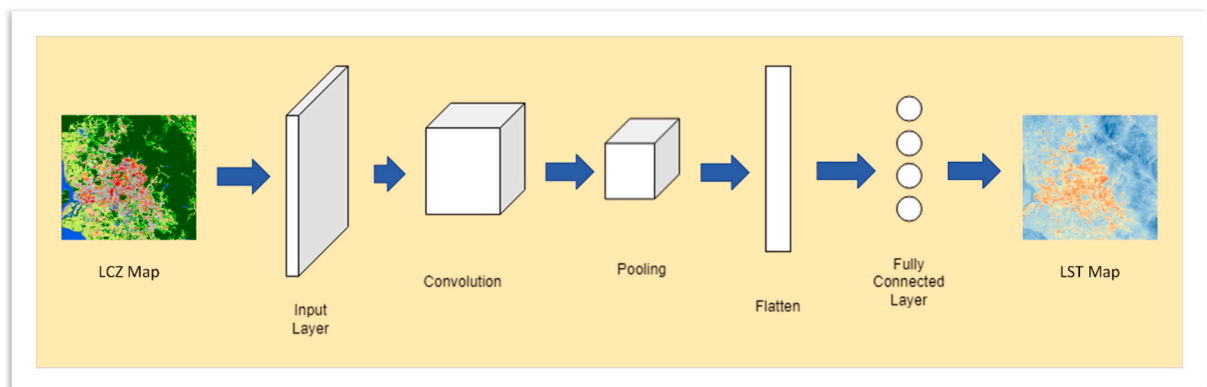 LCZ Map
Input
Layer
Convolution
Pooling
Flatten
Fully
Connected
Layer
LST Map